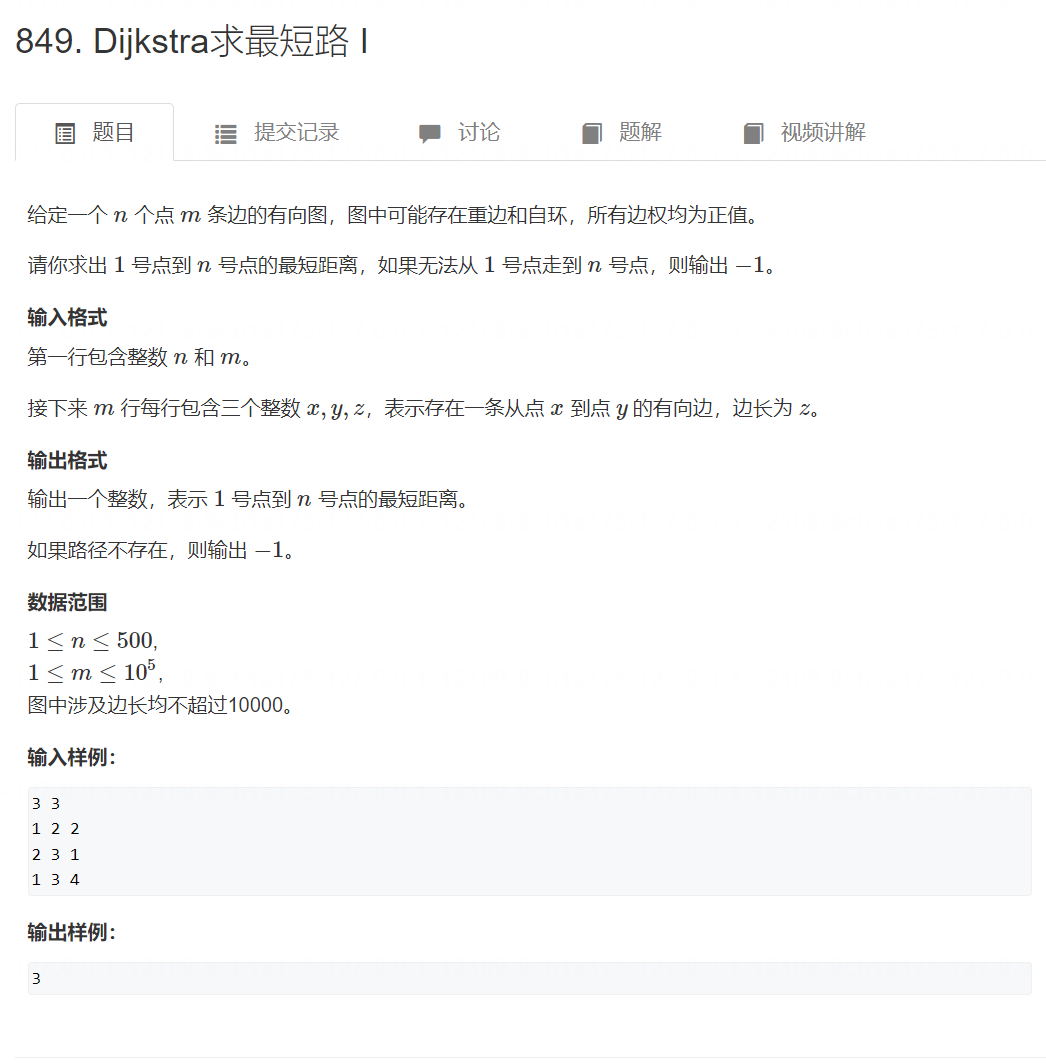 849. Dijkstra求最短路 I
题目 提交记录 讨论 题解 视频讲解
给定一个 n 个点 m 条边的有向图，图中可能存在重边和自环，所有边权均为正值。
请你求出 1 号点到 n 号点的最短距离，如果无法从 1 号点走到 n 号点，则输出 −1。
输入格式
第一行包含整数 n 和 m。
接下来 m 行每行包含三个整数 x, y, z，表示存在一条从点 x 到点 y 的有向边，边长为 z。
输出格式
输出一个整数，表示 1 号点到 n 号点的最短距离。
如果路径不存在，则输出 −1。
数据范围
1 ≤ n ≤ 500,
1 ≤ m ≤ 10⁵,
图中涉及边长均不超过10000。
输入样例：
3 3
1 2 2
2 3 1
1 3 4
输出样例：
3